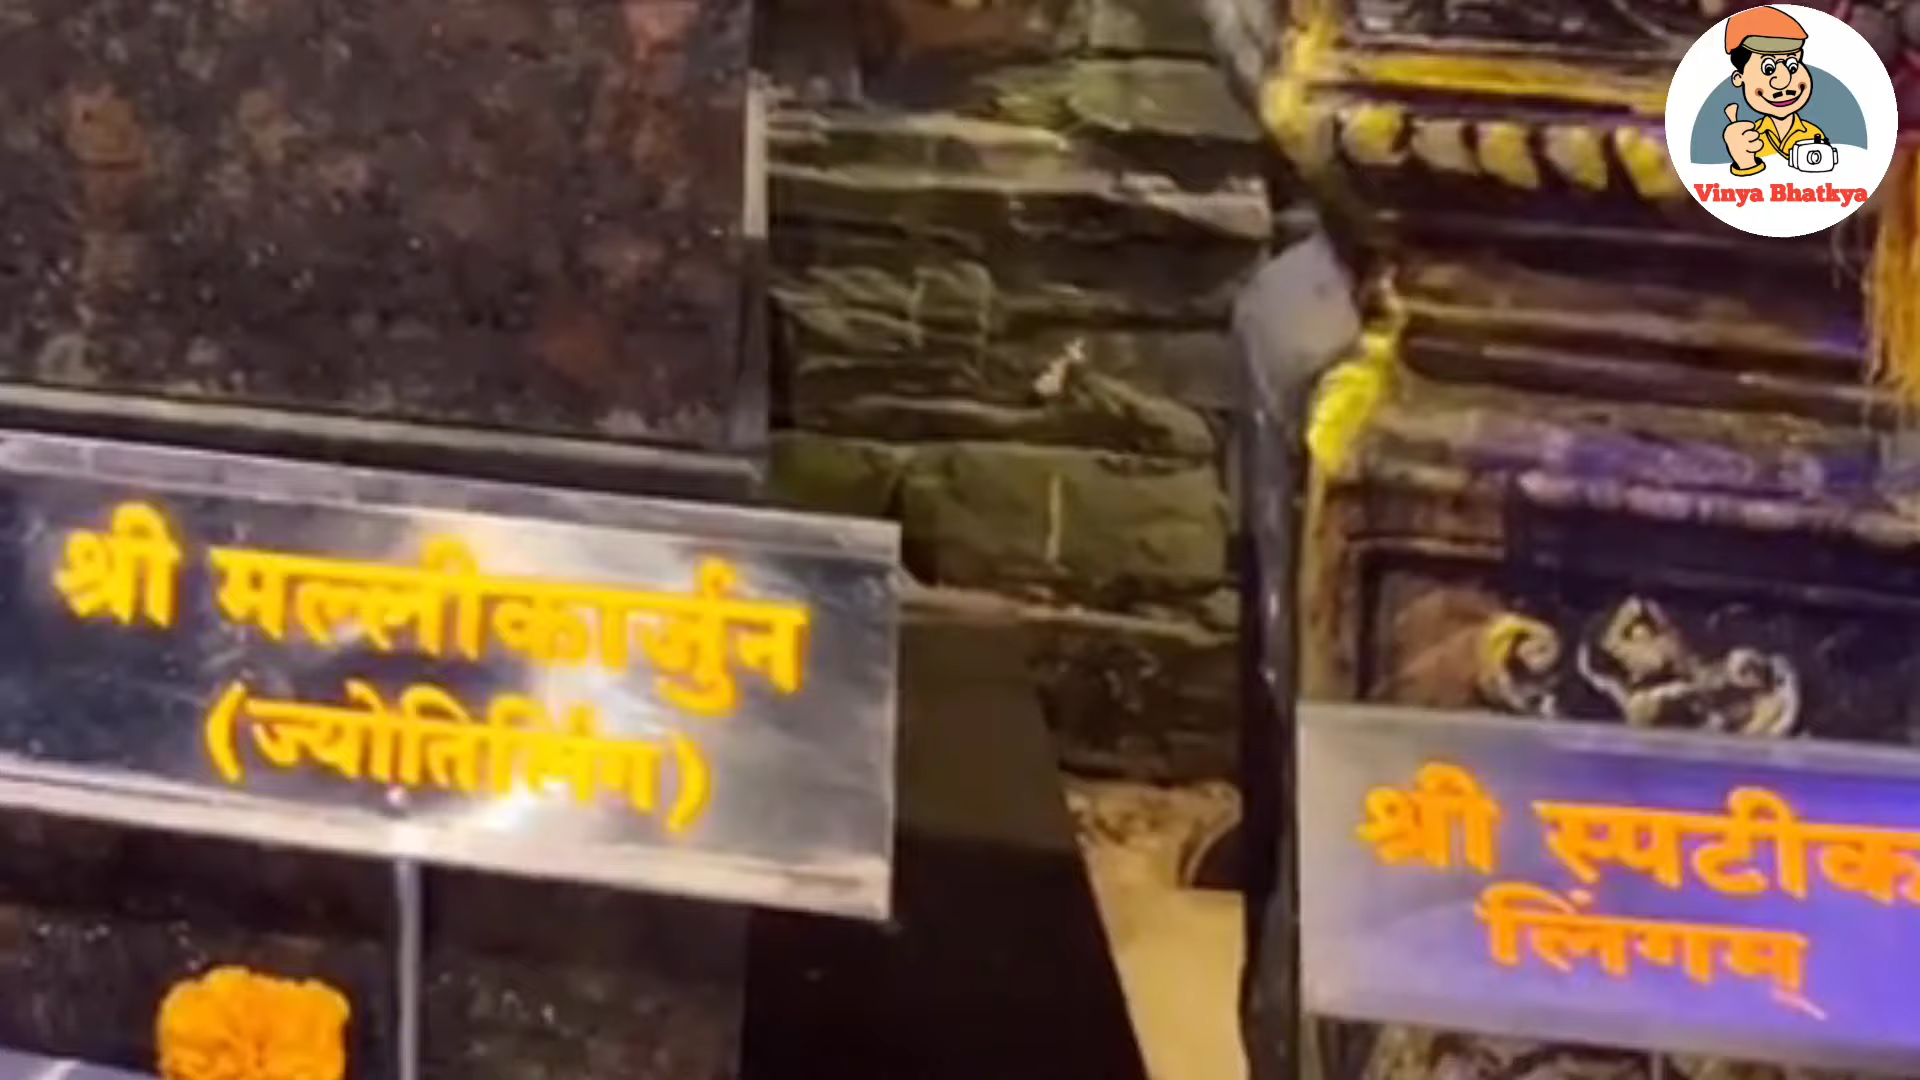 श्री मल्लीकार्जुन
(ज्योतिर्लिंग)
श्री स्पटीक
लिंगम्
Vinya Bhatkya